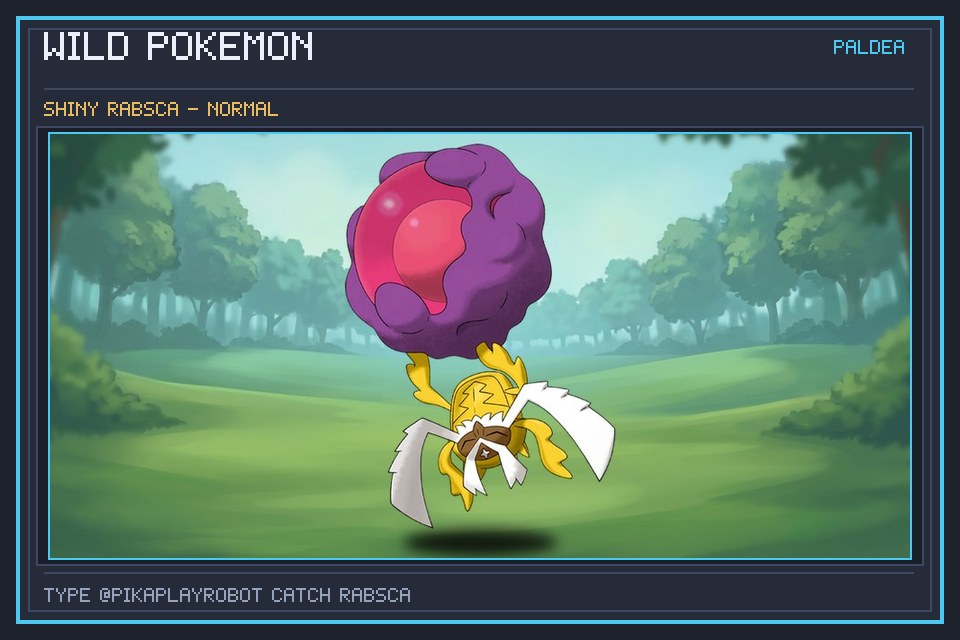 WILD POKEMON
PALDEA
SHINY RABSCA - NORMAL
TYPE @PIKAPLAYROBOT CATCH RABSCA